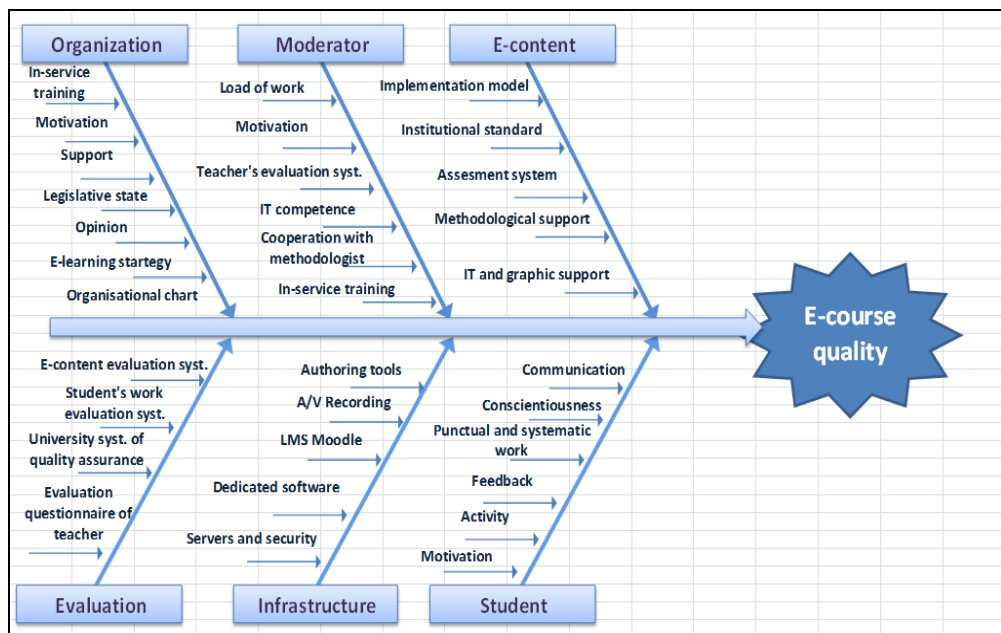 Organization
In-service
training
Motivation
Support
Legislative state
Opinion
E-learning startegy
Organisational chart
Moderator
Load of work
Motivation
Teacher's evaluation syst.
IT competence
Cooperation with
methodologist
In-service training
E-content
Implementation model
Institutional standard
Assesment system
Methodological support
IT and graphic support
E-course
quality
E-content evaluation syst.
Student's work
evaluation syst.
University syst. of
quality assurance
Evaluation
questionnaire of
teacher
Evaluation
Authoring tools
A/V Recording
LMS Moodle
Dedicated software
Servers and security
Infrastructure
Communication
Conscientiousness
Punctual and systematic
work
Feedback
Activity
Motivation
Student